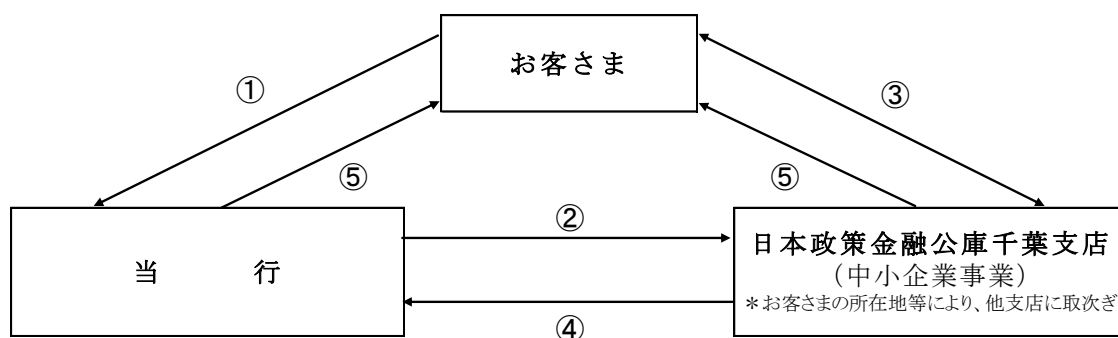 お客さま
①
③
⑤
⑤
②
当 行
日本政策金融公庫千葉支店
（中小企業事業）
＊お客さまの所在地等により、他支店に取次ぎ
④